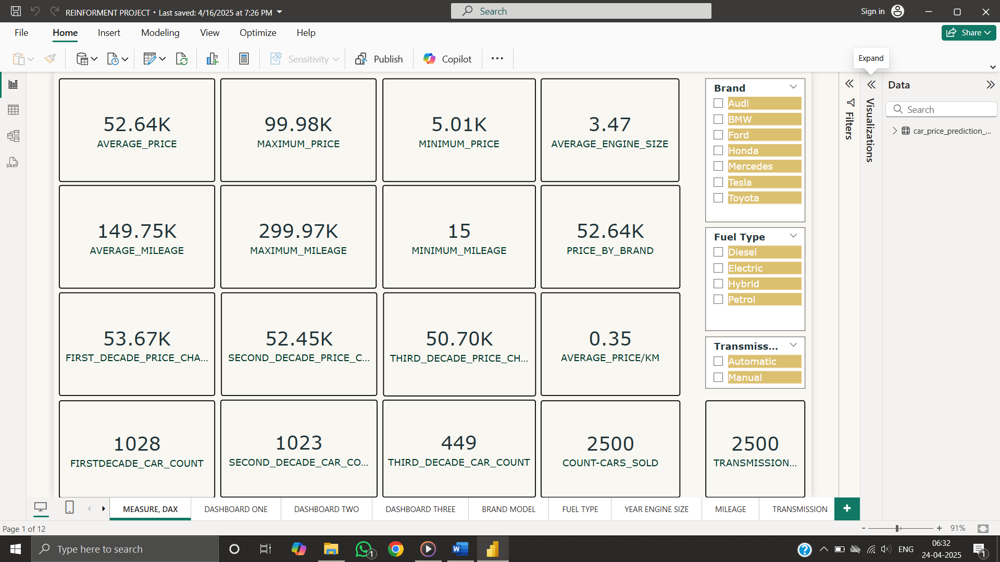 REINFORMENT PROJECT • Last saved: 4/16/2025 at 7:26 PM
Search
Sign in
File
Home
Insert
Modeling
View
Optimize
Help
Share
Sensitivity
Publish
Copilot
Expand
52.64K
AVERAGE_PRICE
99.98K
MAXIMUM_PRICE
5.01K
MINIMUM_PRICE
3.47
AVERAGE_ENGINE_SIZE
149.75K
AVERAGE_MILEAGE
299.97K
MAXIMUM_MILEAGE
15
MINIMUM_MILEAGE
52.64K
PRICE_BY_BRAND
53.67K
FIRST_DECADE_PRICE_CHA...
52.45K
SECOND_DECADE_PRICE_C...
50.70K
THIRD_DECADE_PRICE_CH...
0.35
AVERAGE_PRICE/KM
1028
FIRSTDECADE_CAR_COUNT
1023
SECOND_DECADE_CAR_CO...
449
THIRD_DECADE_CAR_COUNT
2500
COUNT-CARS_SOLD
Brand
Audi
BMW
Ford
Honda
Mercedes
Tesla
Toyota
Fuel Type
Diesel
Electric
Hybrid
Petrol
Transmiss...
Automatic
Manual
2500
TRANSMISSION...
Filters
Visualizations
Data
Search
car_price_prediction_...
DAX
MEASURE, DAX
DASHBOARD ONE
DASHBOARD TWO
DASHBOARD THREE
BRAND MODEL
FUEL TYPE
YEAR ENGINE SIZE
MILEAGE
TRANSMISSION
Page 1 of 12
- + 91%
Type here to search
1
W
ENG
06:32
24-04-2025
1